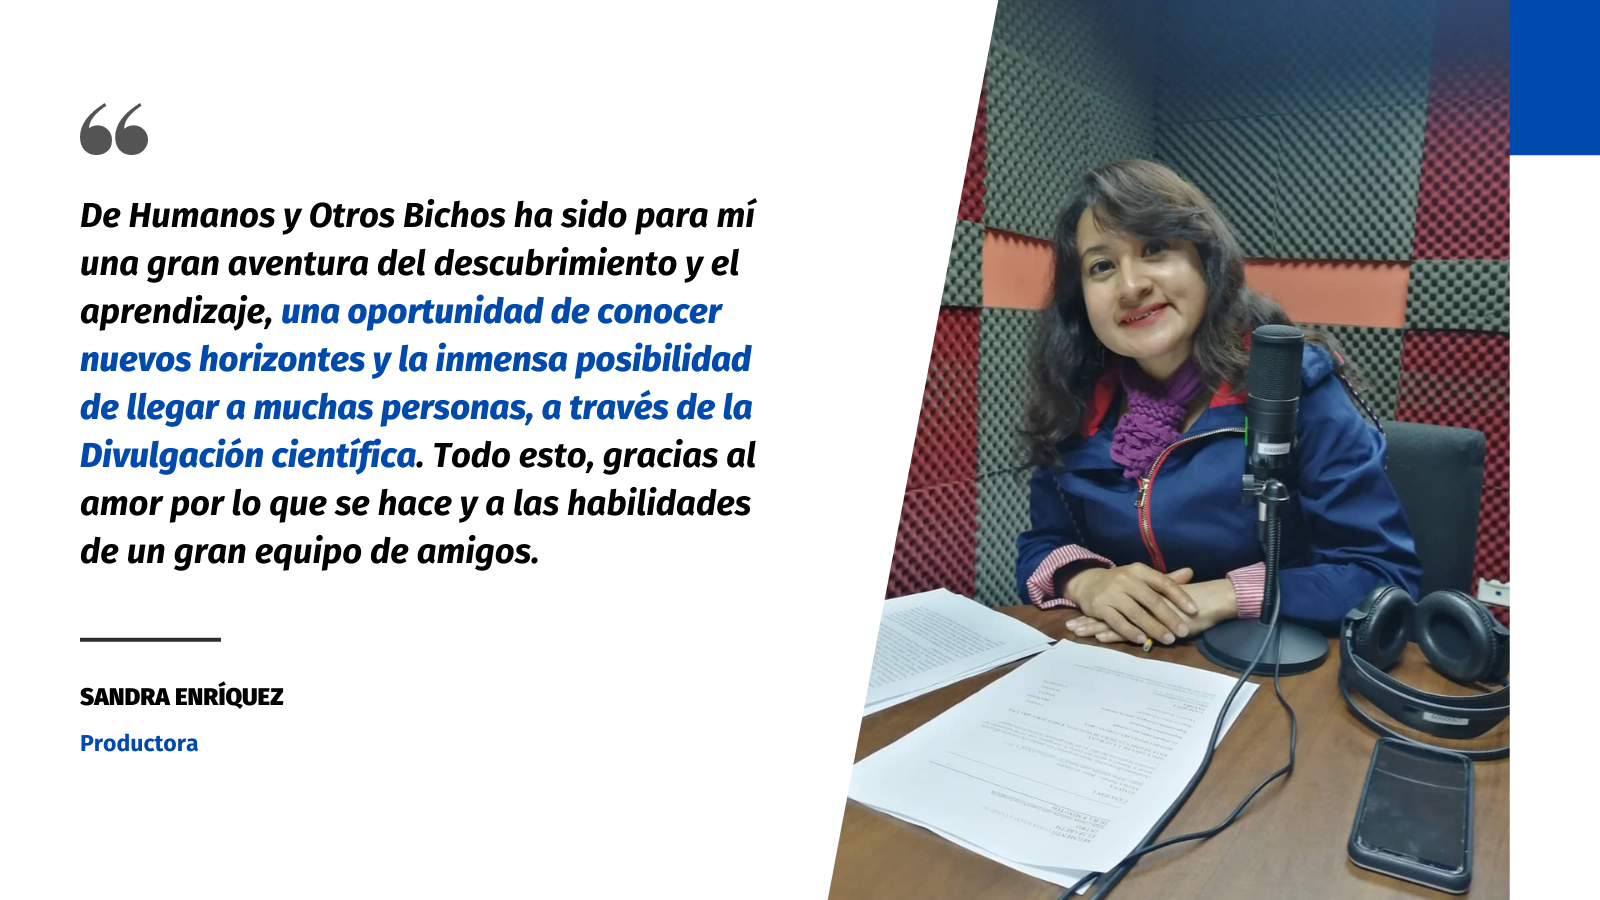 “
De Humanos y Otros Bichos ha sido para mí
una gran aventura del descubrimiento y el
aprendizaje, una oportunidad de conocer
nuevos horizontes y la inmensa posibilidad
de llegar a muchas personas, a través de la
Divulgación científica. Todo esto, gracias al
amor por lo que se hace y a las habilidades
de un gran equipo de amigos.
SANDRA ENRÍQUEZ
Productora